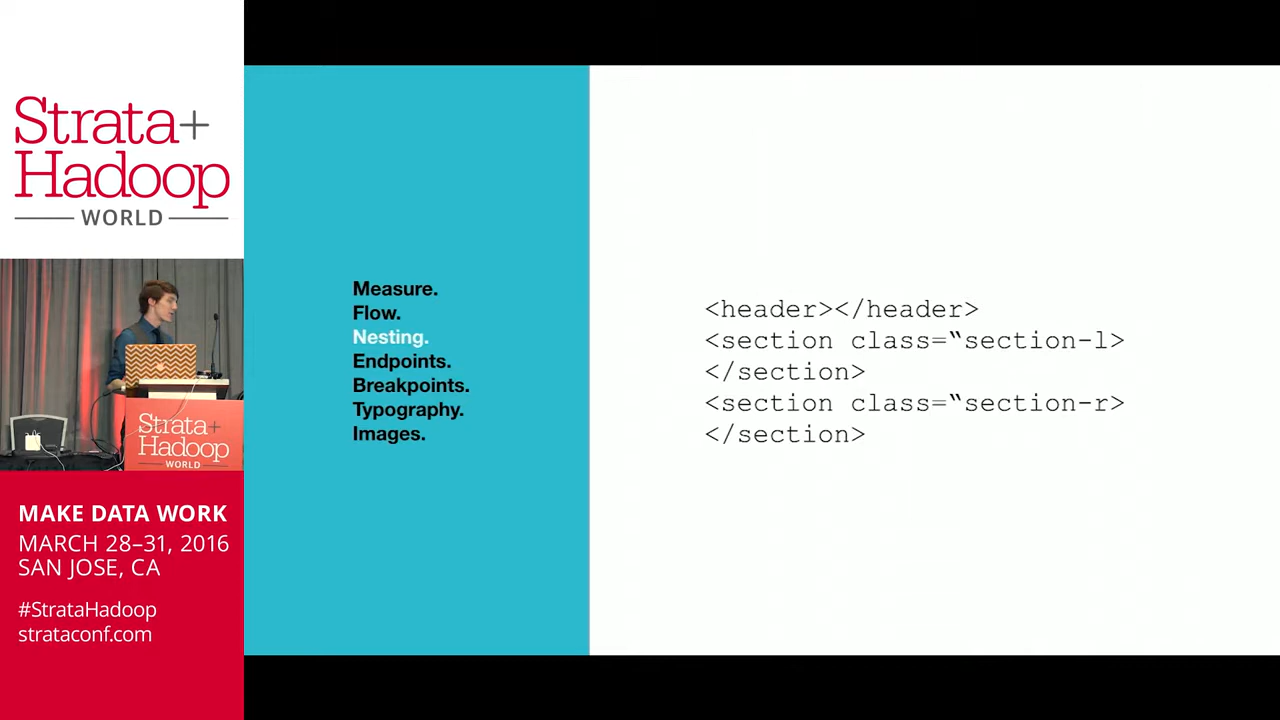 Strata+
Hadoop
WORLD
Strata+
Hadoop
WORLD
MAKE DATA WORK
MARCH 28–31, 2016
SAN JOSE, CA
#StrataHadoop
strataconf.com
Measure.
Flow.
Nesting.
Endpoints.
Breakpoints.
Typography.
Images.
<header></header>
<section class=“section-l>
</section>
<section class=“section-r>
</section>